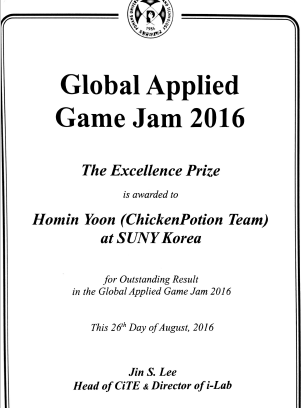 Global Applied
Game Jam 2016
The Excellence Prize
is awarded to
Homin Yoon (ChickenPotion Team)
at SUNY Korea
for Outstanding Result
in the Global Applied Game Jam 2016
This 26th Day of August, 2016
Jin S. Lee
Head of CiTE & Director of i-Lab